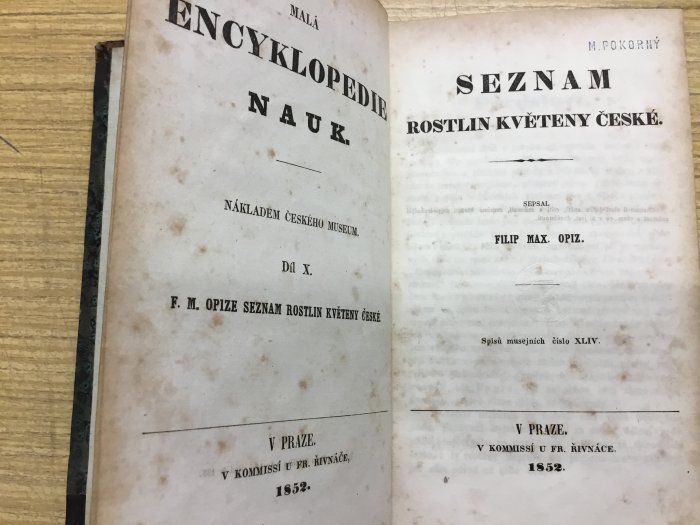 MALÁ
ENCYKLOPEDIE
NAUK.
NÁKLADEM ČESKÉHO MUSEUM.
Díl X.
F. M. OPIZE SEZNAM ROSTLIN KVĚTENY ČESKÉ
V PRAZE.
V KOMMISSÍ U FR. ŘIVNÁČE,
1852.
M. POKORNÝ
SEZNAM
ROSTLIN KVĚTENY ČESKÉ.
SEPSAL
FILIP MAX. OPIZ.
Spisů musejních číslo XLIV.
V PRAZE.
V KOMMISSÍ U FR. ŘIVNÁCE.
1852.